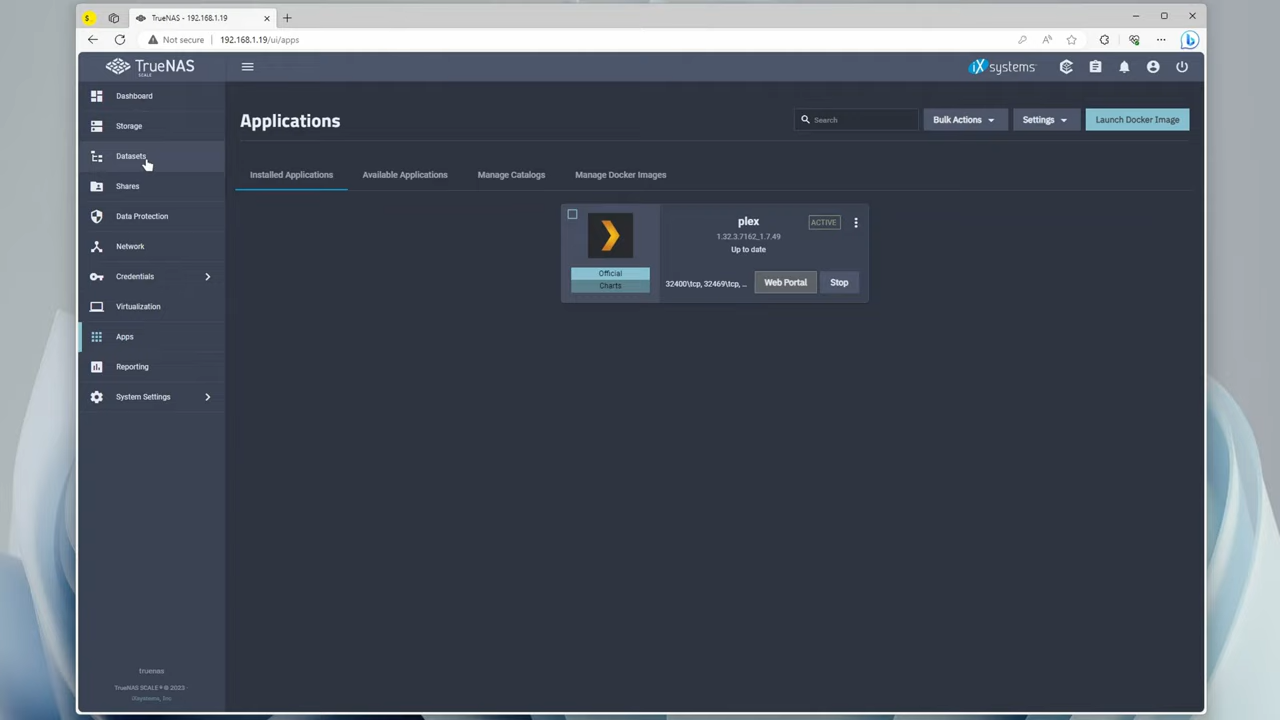 TrueNAS - 192.168.1.19
Not secure
192.168.1.19/ui/apps
TrueNAS
SCALE
iXsystems
Dashboard
Storage
Datasets
Shares
Data Protection
Network
Credentials
Virtualization
Apps
Reporting
System Settings
truenas
TrueNAS SCALE ® © 2023
iXsystems, Inc.
Applications
Search
Bulk Actions
Settings
Launch Docker Image
Installed Applications
Available Applications
Manage Catalogs
Manage Docker Images
plex
ACTIVE
1.32.3.7162_1.7.49
Up to date
Official
Charts
32400\tcp, 32469\tcp, ...
Web Portal
Stop